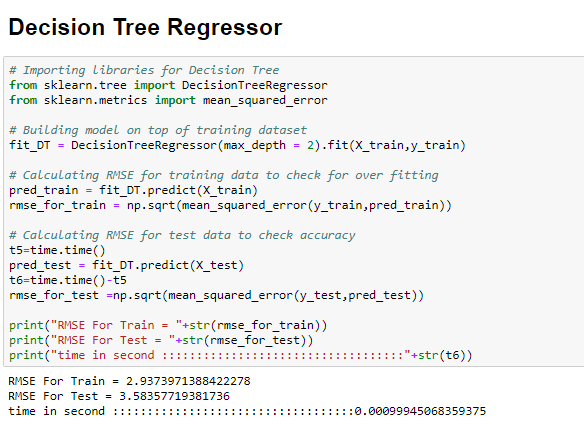 Decision Tree Regressor
# Importing libraries for Decision Tree
from sklearn.tree import DecisionTreeRegressor
from sklearn.metrics import mean_squared_error
# Building model on top of training dataset
fit_DT = DecisionTreeRegressor(max_depth = 2).fit(X_train,y_train)
# Calculating RMSE for training data to check for over fitting
pred_train = fit_DT.predict(X_train)
rmse_for_train = np.sqrt(mean_squared_error(y_train,pred_train))
# Calculating RMSE for test data to check accuracy
t5=time.time()
pred_test = fit_DT.predict(X_test)
t6=time.time()-t5
rmse_for_test =np.sqrt(mean_squared_error(y_test,pred_test))
print("RMSE For Train = "+str(rmse_for_train))
print("RMSE For Test = "+str(rmse_for_test))
print("time in second :::::::::::::::::::::::::::::::::::"+str(t6))
RMSE For Train = 2.9373971388422278
RMSE For Test = 3.58357719381736
time in second :::::::::::::::::::::::::::::::::::0.00099945068359375